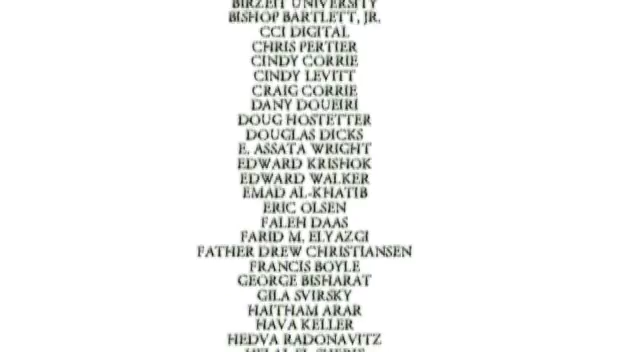 BIRZEIT UNIVERSITY
BISHOP BARTLETT, JR.
CCI DIGITAL
CHRIS PERTIER
CINDY CORRIE
CINDY LEVITT
CRAIG CORRIE
DANY DOUEIRI
DOUG HOSTETTER
DOUGLAS DICKS
E. ASSATA WRIGHT
EDWARD KRISHOK
EDWARD WALKER
EMAD AL-KHATIB
ERIC OLSEN
FALEH DAAS
FARID M. ELYAZGI
FATHER DREW CHRISTIANSEN
FRANCIS BOYLE
GEORGE BISHARAT
GILA SVIRSKY
HAITHAM ARAR
HAVA KELLER
HEDVA RADONAVITZ